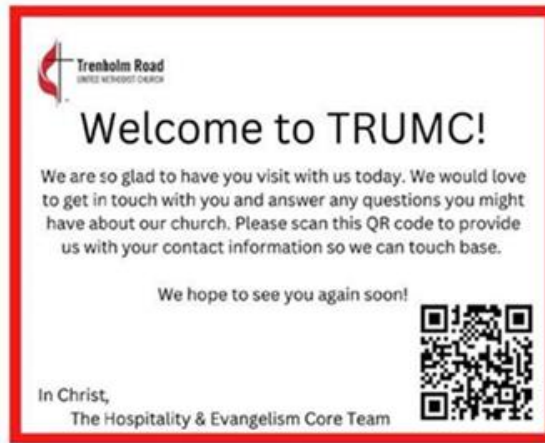 Trenholm Road
UNITED METHODIST CHURCH
Welcome to TRUMC!
We are so glad to have you visit with us today. We would love
to get in touch with you and answer any questions you might
have about our church. Please scan this QR code to provide
us with your contact information so we can touch base.
We hope to see you again soon!
In Christ,
The Hospitality & Evangelism Core Team